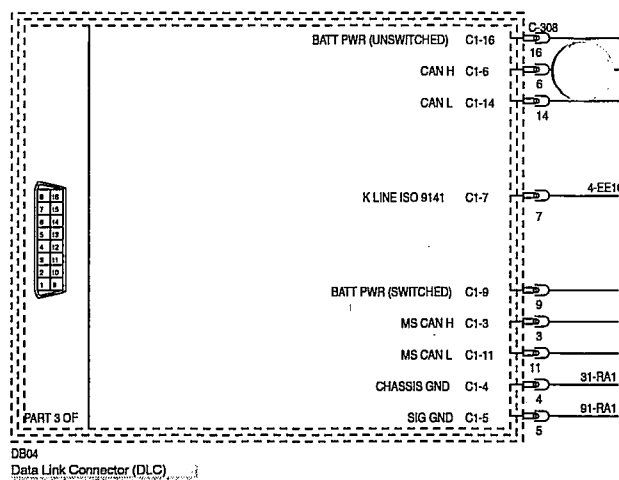 C-308
BATT PWR (UNSWITCHED) C1-16
16
CAN H C1-6
6
CAN L C1-14
14
K LINE ISO 9141 C1-7
4-EE16
7
8 16
7 15
6 14
5 13
4 12
3 11
2 10
1 9
BATT PWR (SWITCHED) C1-9
9
MS CAN H C1-3
3
MS CAN L C1-11
11
CHASSIS GND C1-4
31-RA1
4
SIG GND C1-5
91-RA1
5
PART 3 OF
DB04
Data Link Connector (DLC)